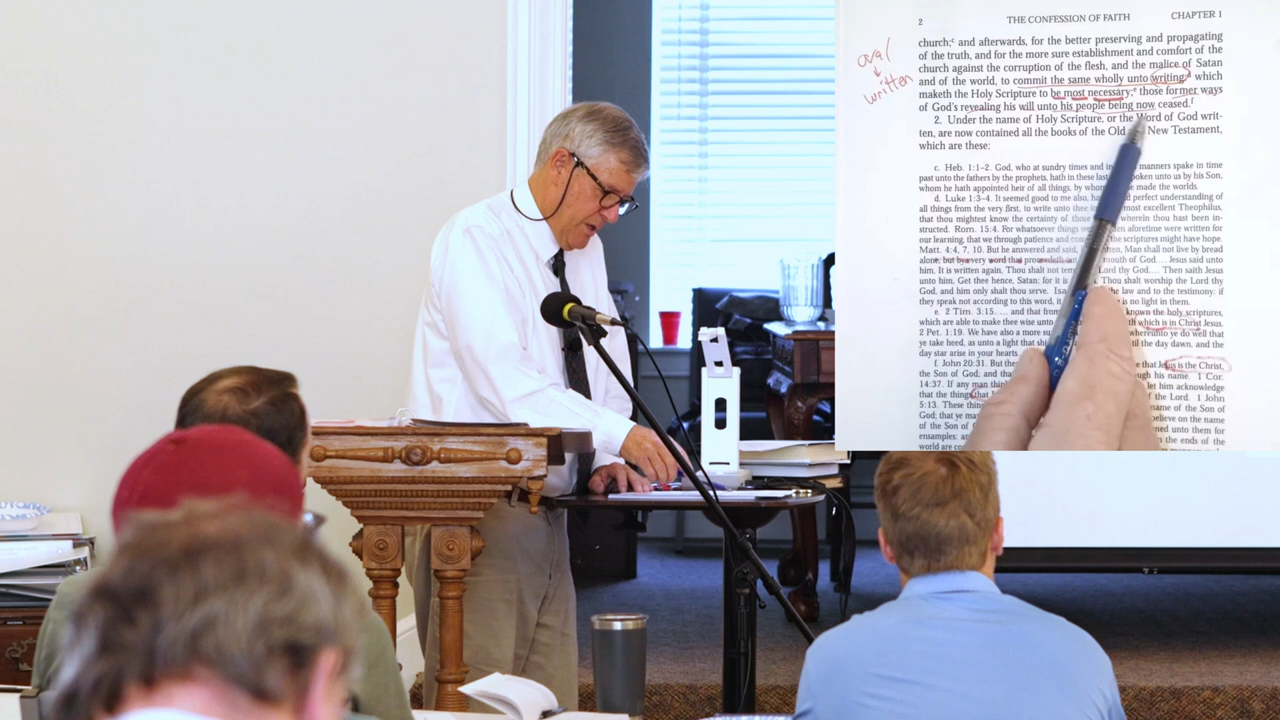 2 THE CONFESSION OF FAITH CHAPTER 1
church;c and afterwards, for the better preserving and propagating
of the truth, and for the more sure establishment and comfort of the
church against the corruption of the flesh, and the malice of Satan
and of the world, to commit the same wholly unto writing; which
maketh the Holy Scripture to be most necessary;e those former ways
of God's revealing his will unto his people being now ceased.f
oral
written
2. Under the name of Holy Scripture, or the Word of God writ-
ten, are now contained all the books of the Old New Testament,
which are these:
c. Heb. 1:1–2. God, who at sundry times and in manners spake in time
past unto the fathers by the prophets, hath in these last oken unto us by his Son,
whom he hath appointed heir of all things, by whom made the worlds.
d. Luke 1:3–4. It seemed good to me also, ha perfect understanding of
all things from the very first, to write unto thee in most excellent Theophilus,
that thou mightest know the certainty of those wherein thou hast been in-
structed. Rom. 15:4. For whatsoever things we en aforetime were written for
our learning, that we through patience and the scriptures might have hope.
Matt. 4:4, 7, 10. But he answered and said, Man shall not live by bread
alone, but by every word that proceedeth mouth of God.... Jesus said unto
him, It is written again, Thou shalt not Lord thy God.... Then saith Jesus
unto him, Get thee hence, Satan: for it is Thou shalt worship the Lord thy
God, and him only shalt thou serve. the law and to the testimony: if
they speak not according to this word, it is no light in them.
e. 2 Tim. 3:15. ... and that from known the holy scriptures,
which are able to make thee wise unto which is in Christ Jesus.
2 Pet. 1:19. We have also a more whereunto ye do well that
ye take heed, as unto a light that til the day dawn, and the
day star arise in your hearts.
f. John 20:31. But that Jesus is the Christ,
the Son of God; and ugh his name. 1 Cor.
14:37. If any man let him acknowledge
that the things the Lord. 1 John
5:13. These name of the Son of
God; that ye believe on the name
of the Son of ned unto them for
ensamples: the ends of the
world are